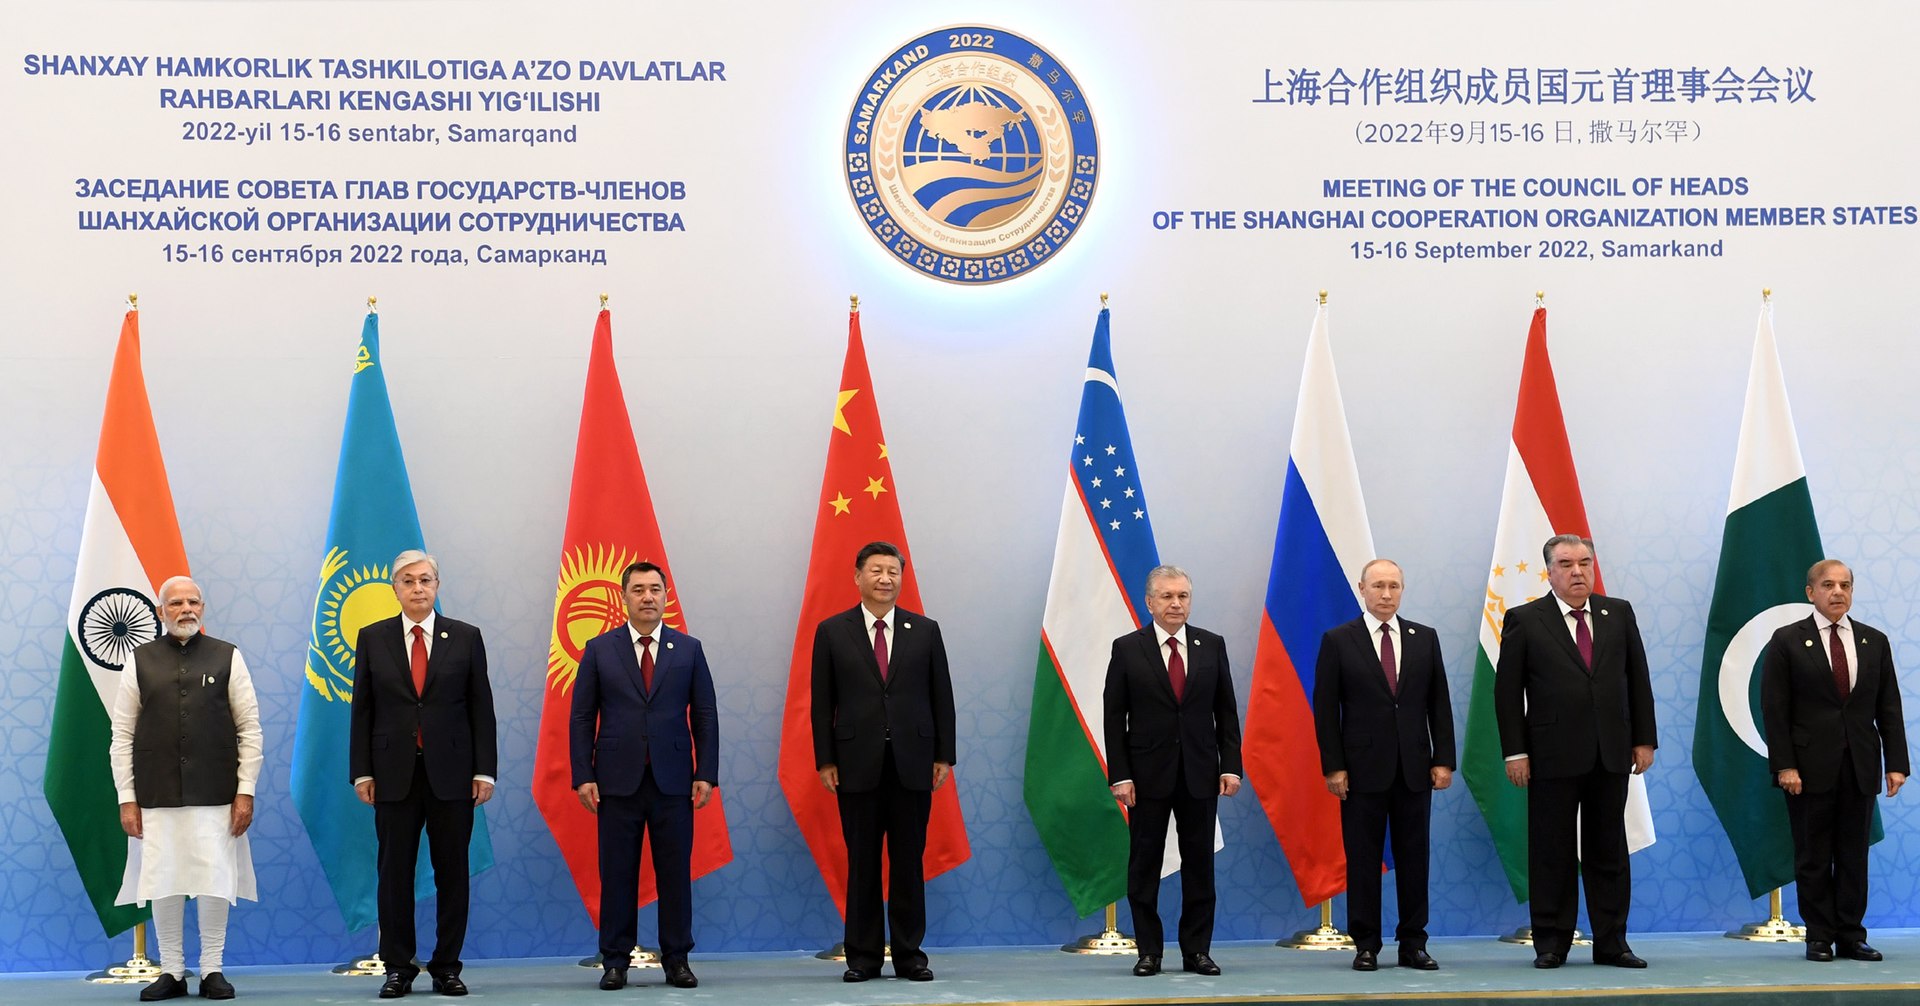 SHANXAY HAMKORLIK TASHKILOTIGA A’ZO DAVLATLAR
RAHBARLARI KENGASHI YIG‘ILISHI
2022-yil 15-16 sentabr, Samarqand
ЗАСЕДАНИЕ СОВЕТА ГЛАВ ГОСУДАРСТВ-ЧЛЕНОВ
ШАНХАЙСКОЙ ОРГАНИЗАЦИИ СОТРУДНИЧЕСТВА
15-16 сентября 2022 года, Самарканд
SAMARKAND 2022 撒马尔罕
上海合作组织
Шанхайская Организация Сотрудничества
上海合作组织成员国元首理事会会议
（2022年9月15-16 日, 撒马尔罕）
MEETING OF THE COUNCIL OF HEADS
OF THE SHANGHAI COOPERATION ORGANIZATION MEMBER STATES
15-16 September 2022, Samarkand